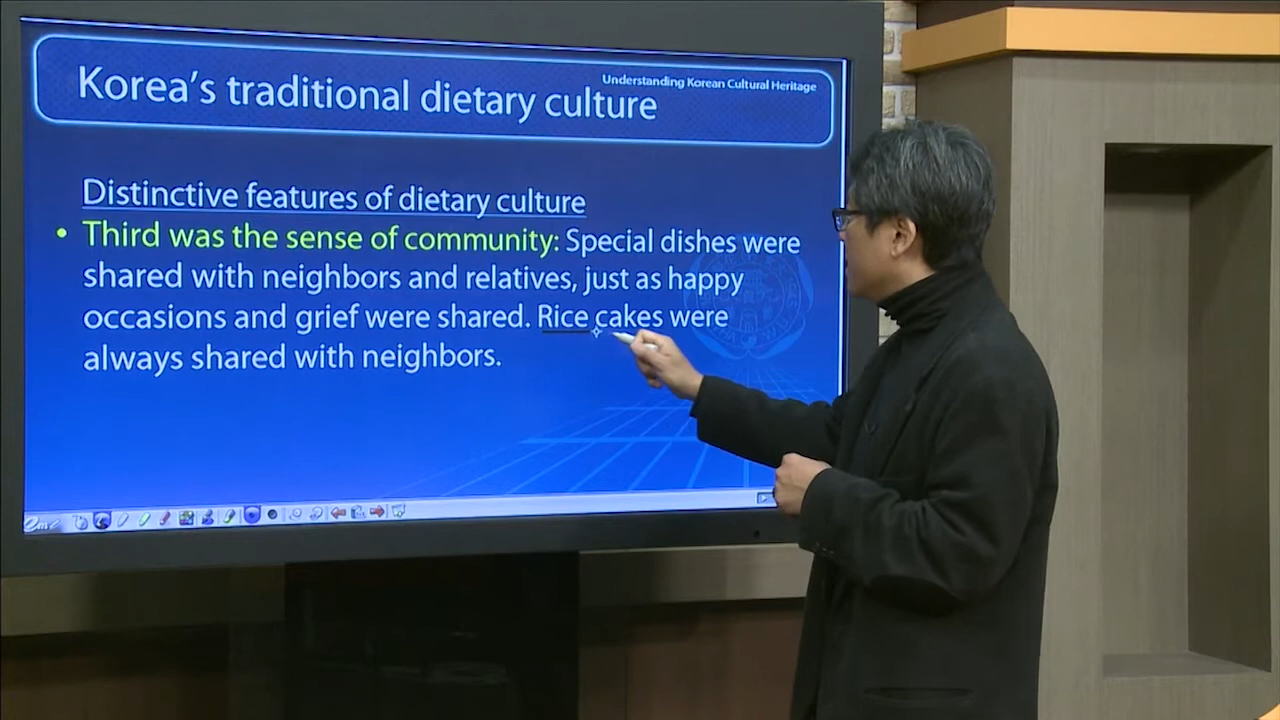 Understanding Korean Cultural Heritage
Korea's traditional dietary culture
Distinctive features of dietary culture
• Third was the sense of community: Special dishes were
shared with neighbors and relatives, just as happy
occasions and grief were shared. Rice cakes were
always shared with neighbors.